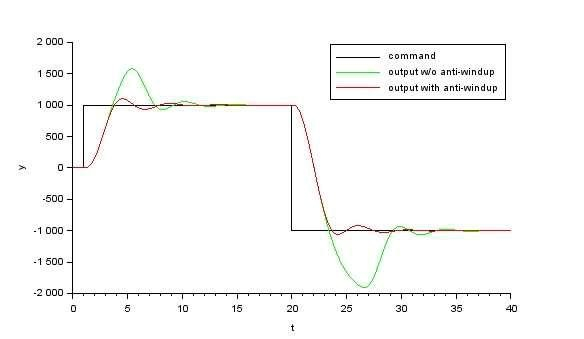 command
output w/o anti-windup
output with anti-windup
2 000
1 500
1 000
500
0
-500
-1 000
-1 500
-2 000
y
0 5 10 15 20 25 30 35 40
t